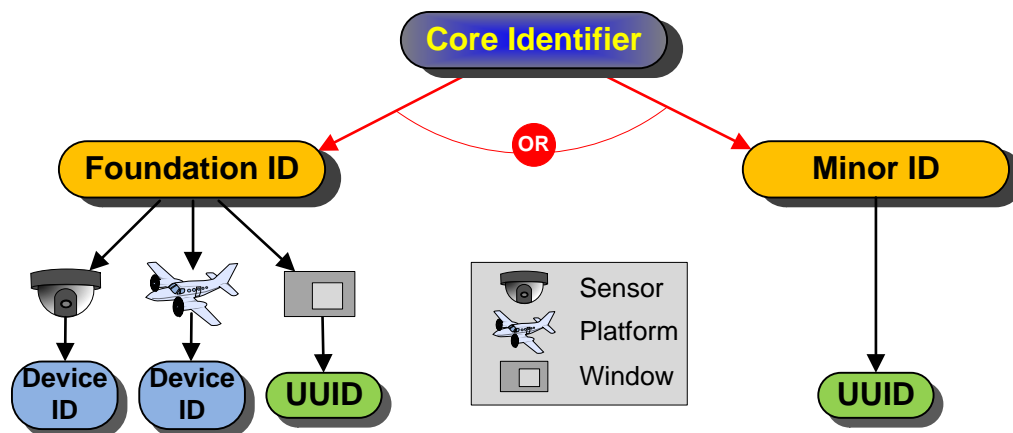 Core Identifier
OR
Foundation ID
Minor ID
Sensor
Platform
Window
Device
ID
Device
ID
UUID
UUID